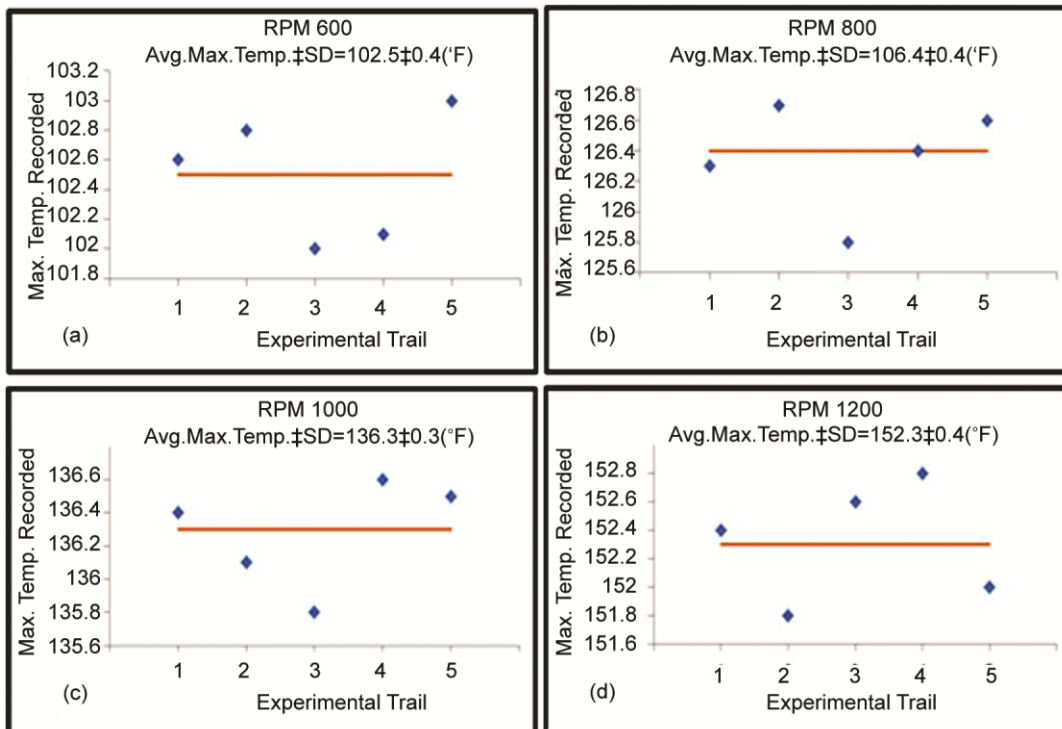 RPM 600
Avg.Max.Temp.‡SD=102.5‡0.4(‘F)
Max. Temp. Recorded
103.2
103
102.8
102.6
102.4
102.2
102
101.8
1 2 3 4 5
(a)
Experimental Trail
RPM 800
Avg.Max.Temp.‡SD=106.4‡0.4(‘F)
Máx. Temp. Recorded
126.8
126.6
126.4
126.2
126
125.8
125.6
1 2 3 4 5
(b)
Experimental Trail
RPM 1000
Avg.Max.Temp.‡SD=136.3‡0.3(°F)
Max. Temp. Recorded
136.6
136.4
136.2
136
135.8
135.6
1 2 3 4 5
(c)
Experimental Trail
RPM 1200
Avg.Max.Temp.‡SD=152.3‡0.4(°F)
Max. Temp. Recorded
152.8
152.6
152.4
152.2
152
151.8
151.6
1 2 3 4 5
(d)
Experimental Trail